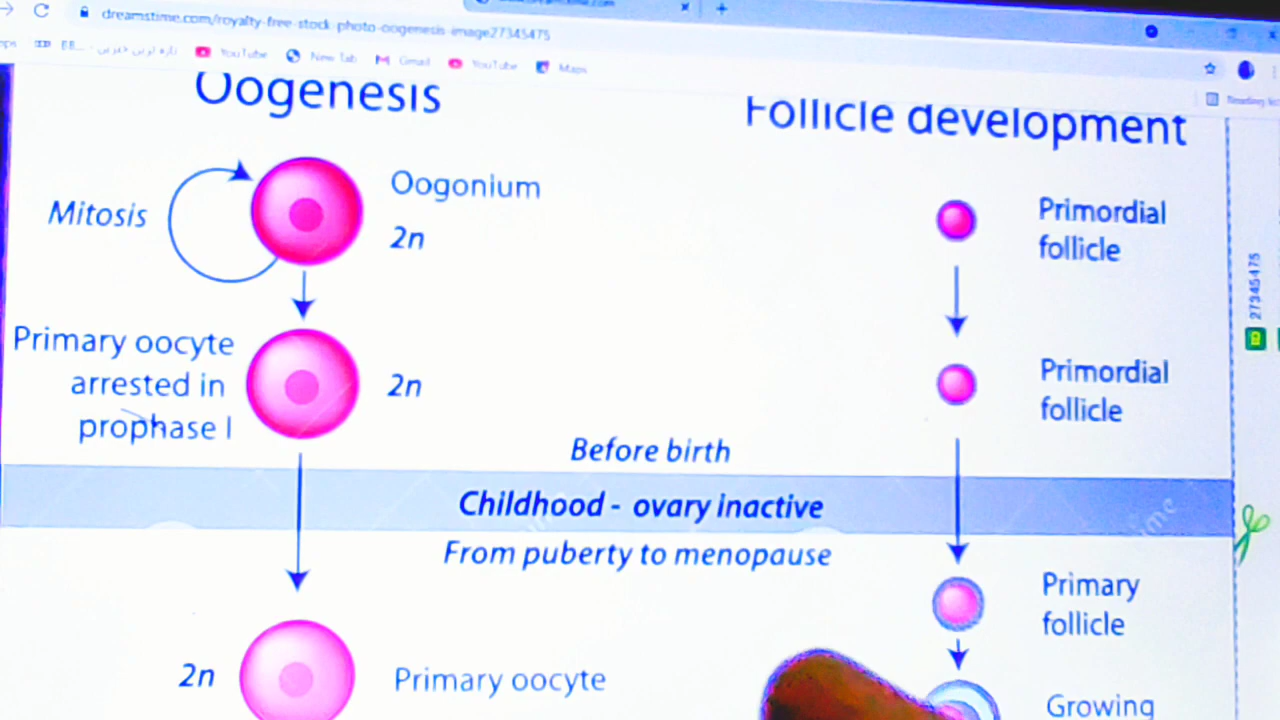 dreamstime.com/royalty-free-stock-photo-oogenesis-image27345475
YouTube
New Tab
Gmail
YouTube
Maps
Reading list
Oogenesis
Follicle development
Mitosis
Oogonium
2n
Primordial
follicle
Primary oocyte
arrested in
prophase I
2n
Primordial
follicle
Before birth
Childhood - ovary inactive
From puberty to menopause
Primary
follicle
2n
Primary oocyte
Growing
27345475